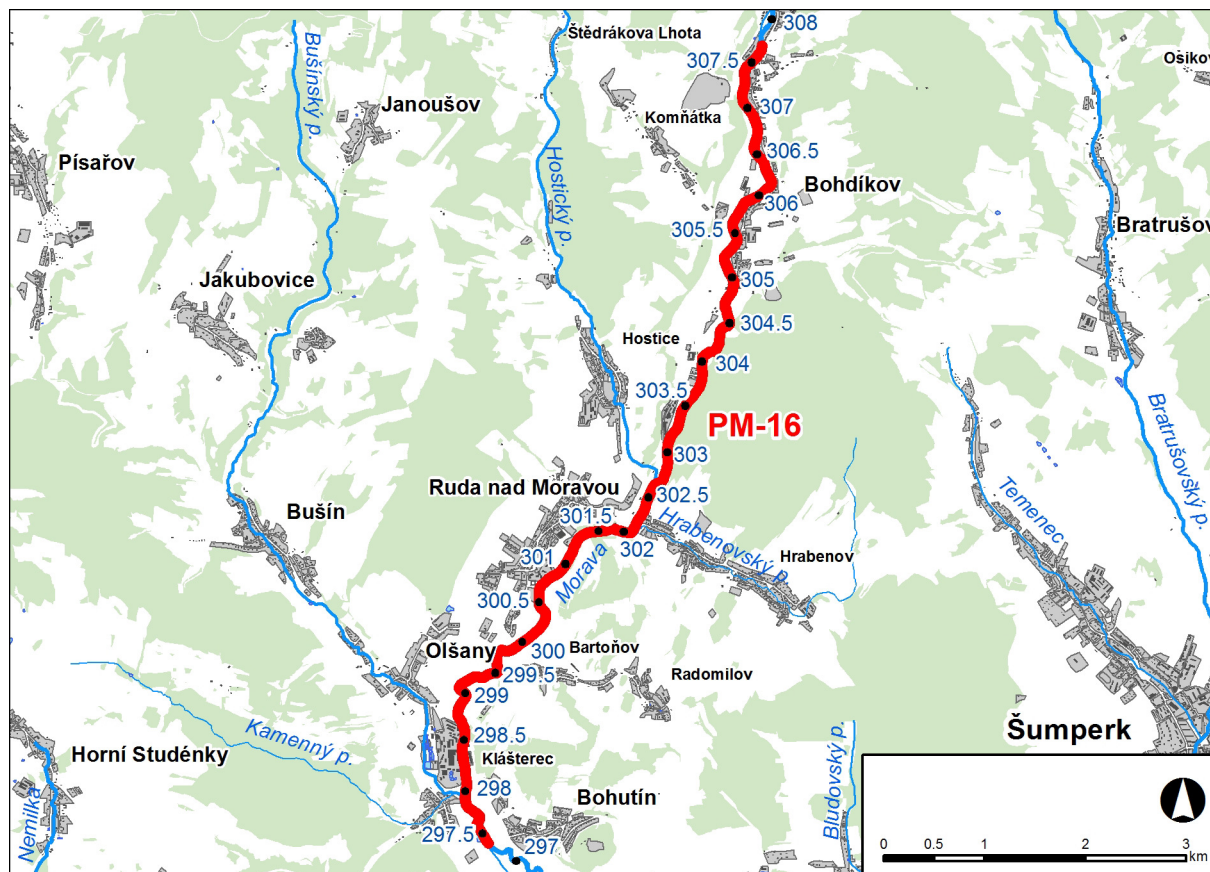 308
Štědrákova Lhota
Bušínský p.
307.5
Janoušov
307
Komňátka
Písařov
Hostický p.
306.5
Bohdíkov
306
Bratrušov
305.5
Jakubovice
305
304.5
Hostice
304
303.5
PM-16
Bratrušovský p.
303
Ruda nad Moravou
302.5
Temenec
Bušín
301.5
302
Hrabenovský p.
Hrabenov
301
Morava
300.5
Olšany
300
Bartoňov
299.5
Radomilov
299
Kamenný p.
298.5
Šumperk
Horní Studénky
Klášterec
298
Bohutín
Bludovský p.
Nemilka
297.5
297
0 0.5 1 2 3
km